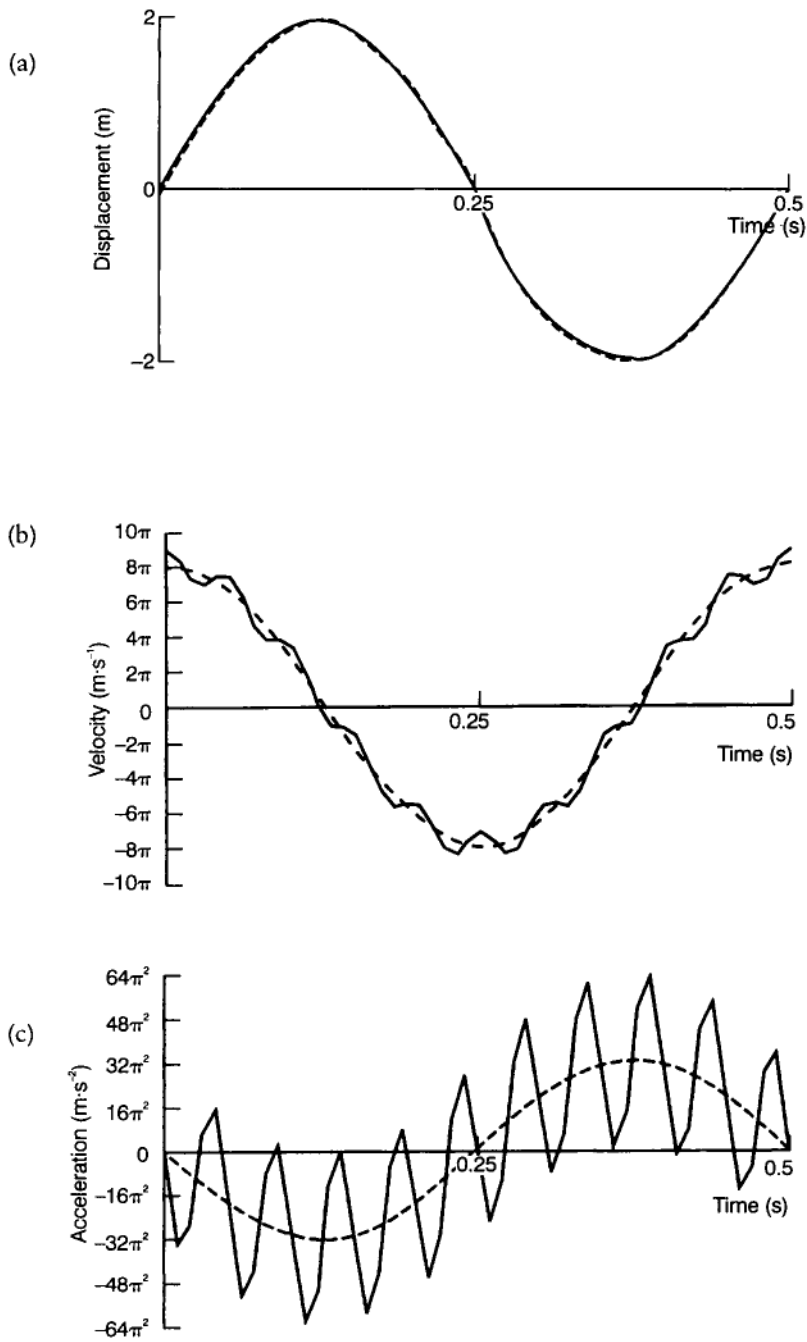 (a)
Displacement (m)
2
0
-2
0.25
0.5
Time (s)
(b)
Velocity (m·s⁻¹)
10π
8π
6π
4π
2π
0
-2π
-4π
-6π
-8π
-10π
0.25
0.5
Time (s)
(c)
Acceleration (m·s⁻²)
64π²
48π²
32π²
16π²
0
-16π²
-32π²
-48π²
-64π²
0.25
0.5
Time (s)